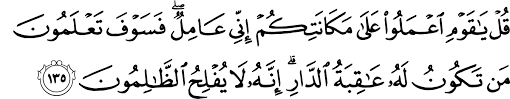 قُلۡ يَٰقَوۡمِ ٱعۡمَلُواْ عَلَىٰ مَكَانَتِكُمۡ إِنِّي عَامِلٞۖ فَسَوۡفَ تَعۡلَمُونَ
مَن تَكُونُ لَهُۥ عَٰقِبَةُ ٱلدَّارِۚ إِنَّهُۥ لَا يُفۡلِحُ ٱلظَّٰلِمُونَ ١٣٥